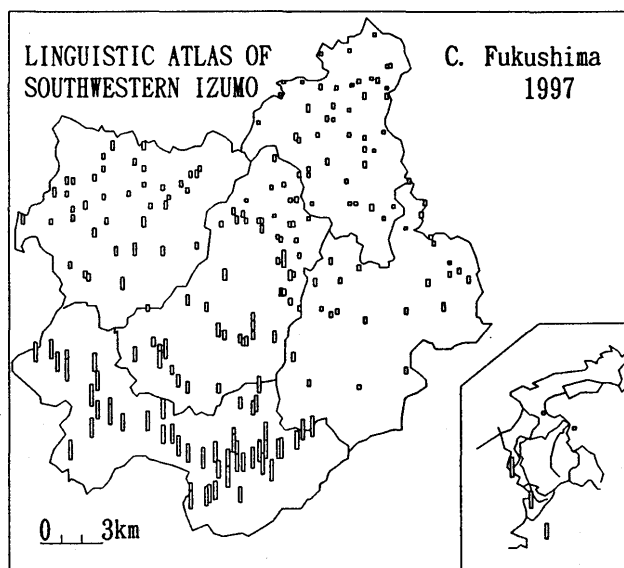 LINGUISTIC ATLAS OF
SOUTHWESTERN IZUMO
C. Fukushima
1997
0 3km